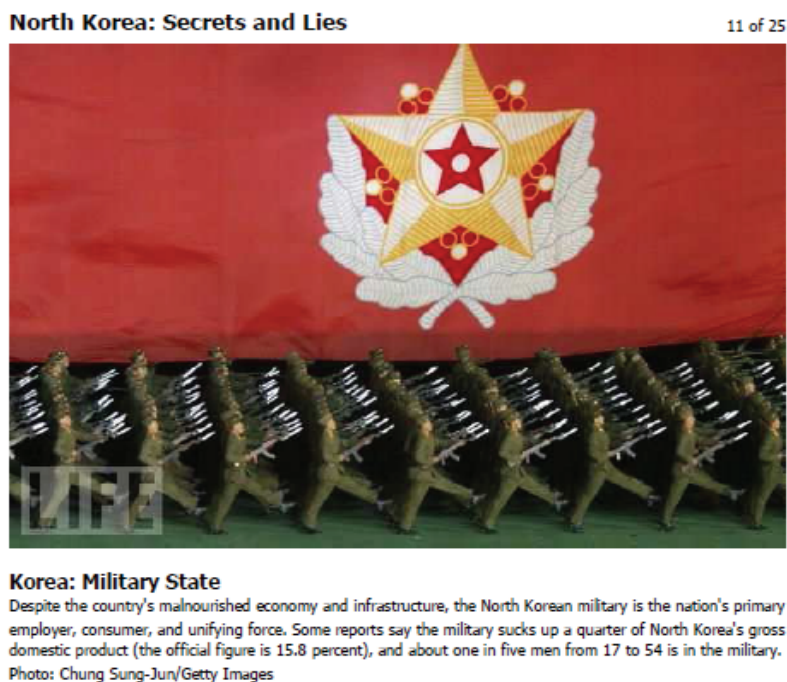 North Korea: Secrets and Lies
11 of 25
LIFE
Korea: Military State
Despite the country's malnourished economy and infrastructure, the North Korean military is the nation's primary
employer, consumer, and unifying force. Some reports say the military sucks up a quarter of North Korea's gross
domestic product (the official figure is 15.8 percent), and about one in five men from 17 to 54 is in the military.
Photo: Chung Sung-Jun/Getty Images